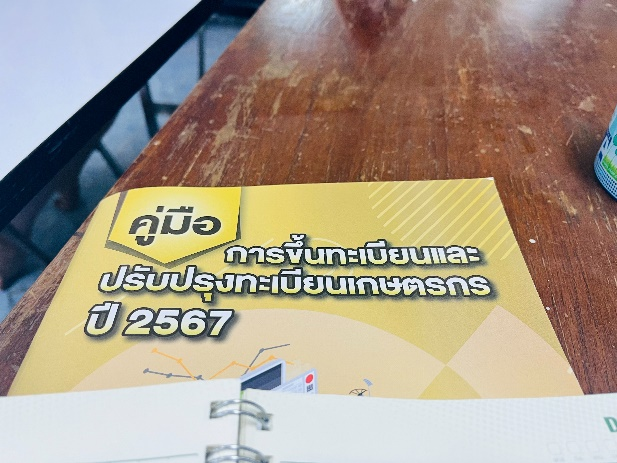 คู่มือ
การขึ้นทะเบียนและ
ปรับปรุงทะเบียนเกษตรกร
ปี 2567